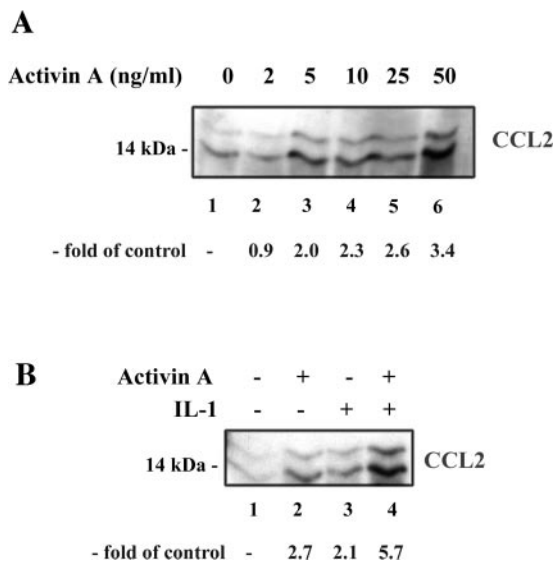 A
Activin A (ng/ml) 0 2 5 10 25 50
14 kDa - CCL2
1 2 3 4 5 6
- fold of control - 0.9 2.0 2.3 2.6 3.4
B
Activin A - + - +
IL-1 - - + +
14 kDa - CCL2
1 2 3 4
- fold of control - 2.7 2.1 5.7